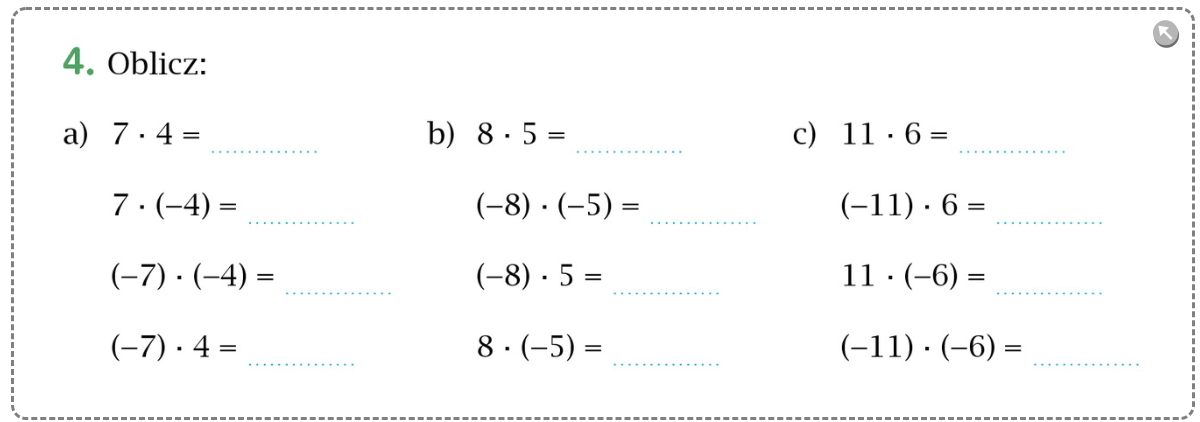 4. Oblicz:
a) 7 · 4 = ..............
7 · (–4) = ..............
(–7) · (–4) = ..............
(–7) · 4 = ..............
b) 8 · 5 = ..............
(–8) · (–5) = ..............
(–8) · 5 = ..............
8 · (–5) = ..............
c) 11 · 6 = ..............
(–11) · 6 = ..............
11 · (–6) = ..............
(–11) · (–6) = ..............